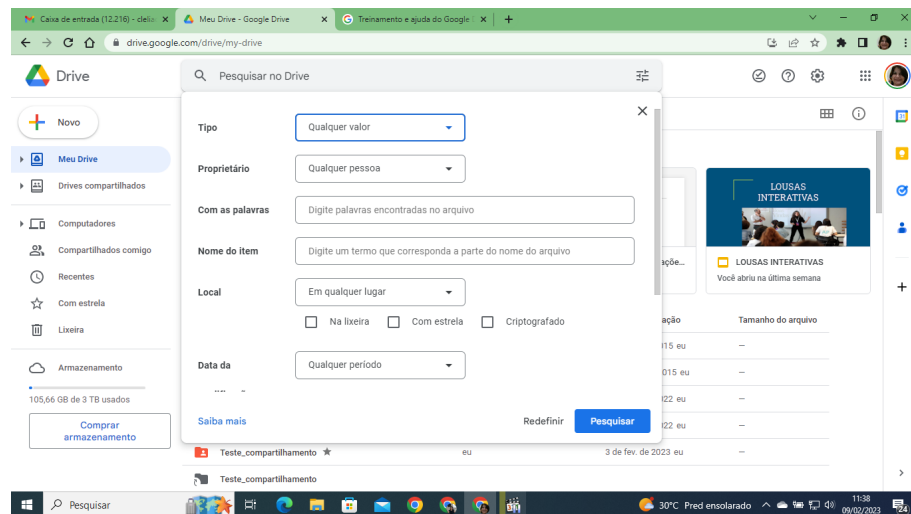 Caixa de entrada (12.216) - clelia
Meu Drive - Google Drive
Treinamento e ajuda do Google
drive.google.com/drive/my-drive
Drive
Pesquisar no Drive
Novo
Meu Drive
Drives compartilhados
Computadores
Compartilhados comigo
Recentes
Com estrela
Lixeira
Armazenamento
105,66 GB de 3 TB usados
Comprar
armazenamento
Tipo
Qualquer valor
Proprietário
Qualquer pessoa
Com as palavras
Digite palavras encontradas no arquivo
Nome do item
Digite um termo que corresponda a parte do nome do arquivo
Local
Em qualquer lugar
Na lixeira
Com estrela
Criptografado
Data da
Qualquer período
Saiba mais
Redefinir
Pesquisar
LOUSAS
INTERATIVAS
LOUSAS INTERATIVAS
Você abriu na última semana
açõe...
ação
Tamanho do arquivo
015 eu
—
015 eu
—
022 eu
—
022 eu
—
Teste_compartilhamento
eu
3 de fev. de 2023 eu
—
Teste_compartilhamento
Pesquisar
30°C Pred ensolarado
11:38
09/02/2023